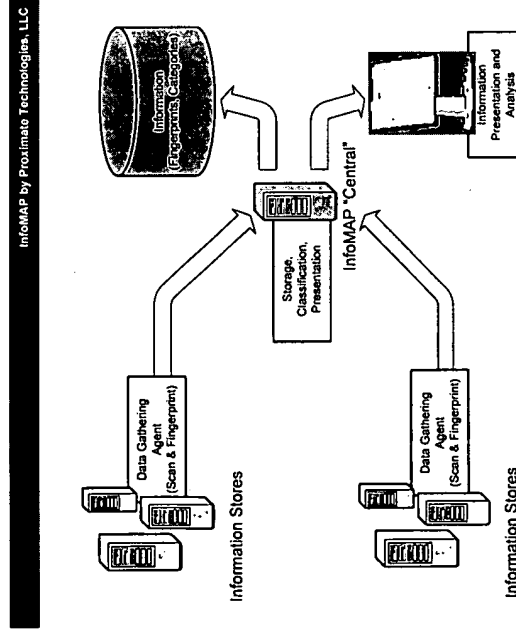 InfoMAP by Proximate Technologies, LLC
Information
(Fingerprints, Categories)
Information
Presentation and
Analysis
Storage,
Classification,
Presentation
InfoMAP "Central"
Data Gathering
Agent
(Scan & Fingerprint)
Information Stores
Data Gathering
Agent
(Scan & Fingerprint)
Information Stores